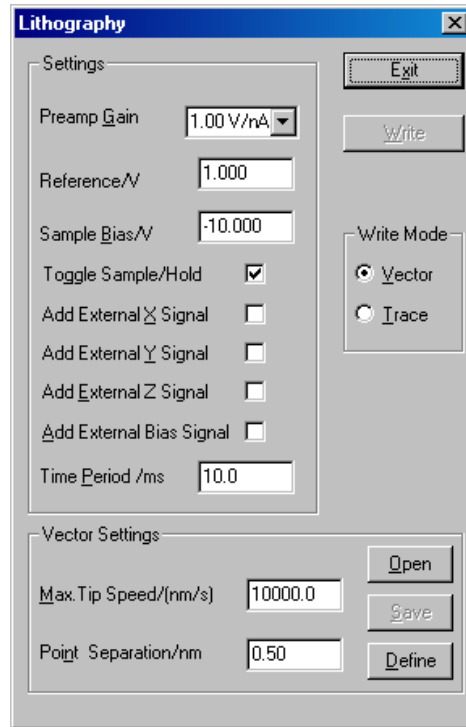 Lithography
Settings
Preamp Gain 1.00 V/nA
Reference/V 1.000
Sample Bias/V -10.000
Toggle Sample/Hold
Add External X Signal
Add External Y Signal
Add External Z Signal
Add External Bias Signal
Time Period /ms 10.0
Exit
Write
Write Mode
Vector
Trace
Vector Settings
Max.Tip Speed/(nm/s) 10000.0
Point Separation/nm 0.50
Open
Save
Define